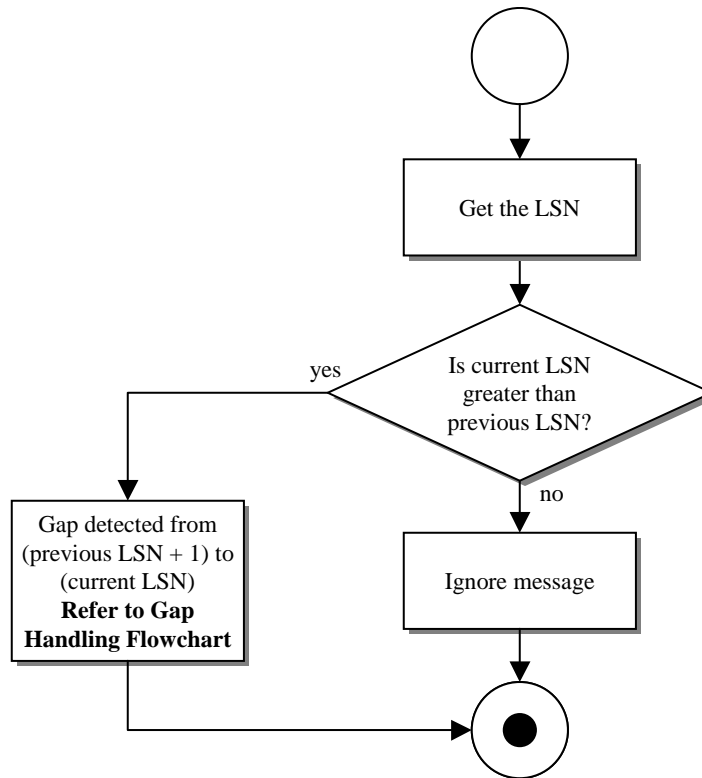 Get the LSN
Is current LSN
greater than
previous LSN?
yes
no
Gap detected from
(previous LSN + 1) to
(current LSN)
Refer to Gap
Handling Flowchart
Ignore message